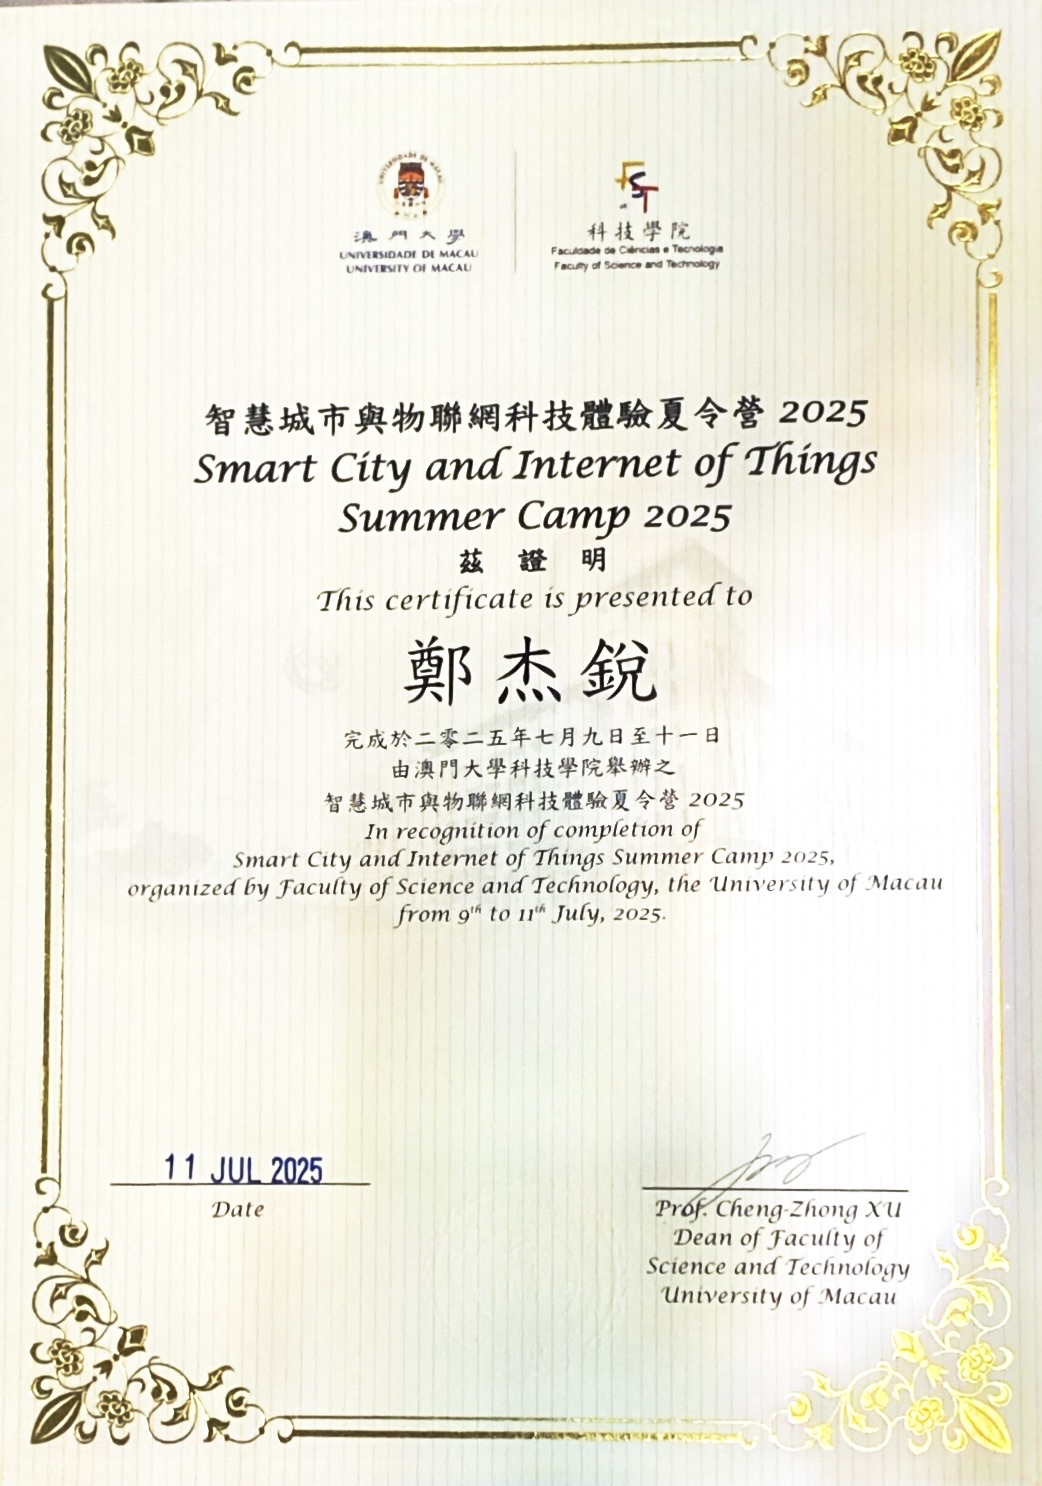 UNIVERSIDADE DE MACAU
澳門大學
UNIVERSIDADE DE MACAU
UNIVERSITY OF MACAU
FST
科技學院
Faculdade de Ciências e Tecnologia
Faculty of Science and Technology
智慧城市與物聯網科技體驗夏令營 2025
Smart City and Internet of Things
Summer Camp 2025
茲 證 明
This certificate is presented to
鄭杰銳
完成於二零二五年七月九日至十一日
由澳門大學科技學院舉辦之
智慧城市與物聯網科技體驗夏令營 2025
In recognition of completion of
Smart City and Internet of Things Summer Camp 2025,
organized by Faculty of Science and Technology, the University of Macau
from 9th to 11th July, 2025.
11 JUL 2025
Date
Prof. Cheng-Zhong XU
Dean of Faculty of
Science and Technology
University of Macau